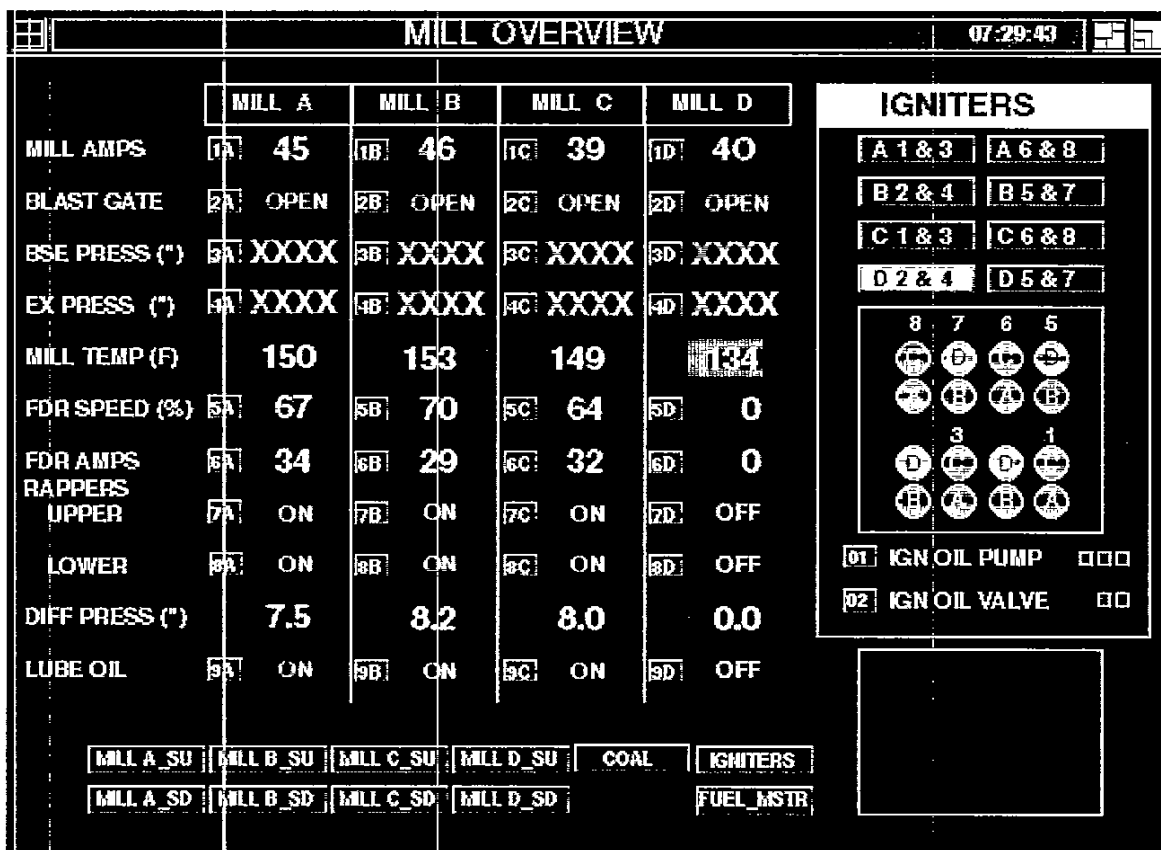 MILL OVERVIEW 07:29:43
MILL A MILL B MILL C MILL D
MILL AMPS 1A 45 1B 46 1C 39 1D 40
BLAST GATE 2A OPEN 2B OPEN 2C OPEN 2D OPEN
BSE PRESS (") 3A XXXX 3B XXXX 3C XXXX 3D XXXX
EX PRESS (") 4A XXXX 4B XXXX 4C XXXX 4D XXXX
MILL TEMP (F) 150 153 149 134
FDR SPEED (%) 5A 67 5B 70 5C 64 5D 0
FDR AMPS 6A 34 6B 29 6C 32 6D 0
RAPPERS
UPPER 7A ON 7B ON 7C ON 7D OFF
LOWER 8A ON 8B ON 8C ON 8D OFF
DIFF PRESS (") 7.5 8.2 8.0 0.0
LUBE OIL 9A ON 9B ON 9C ON 9D OFF
MILL A_SU MILL B_SU MILL C_SU MILL D_SU COAL IGNITERS
MILL A_SD MILL B_SD MILL C_SD MILL D_SD FUEL_MSTR
IGNITERS
A 1 & 3 A 6 & 8
B 2 & 4 B 5 & 7
C 1 & 3 C 6 & 8
D 2 & 4 D 5 & 7
8 7 6 5
C D C D
A B A B
3 1
D C D C
B A B A
01 IGN OIL PUMP
02 IGN OIL VALVE